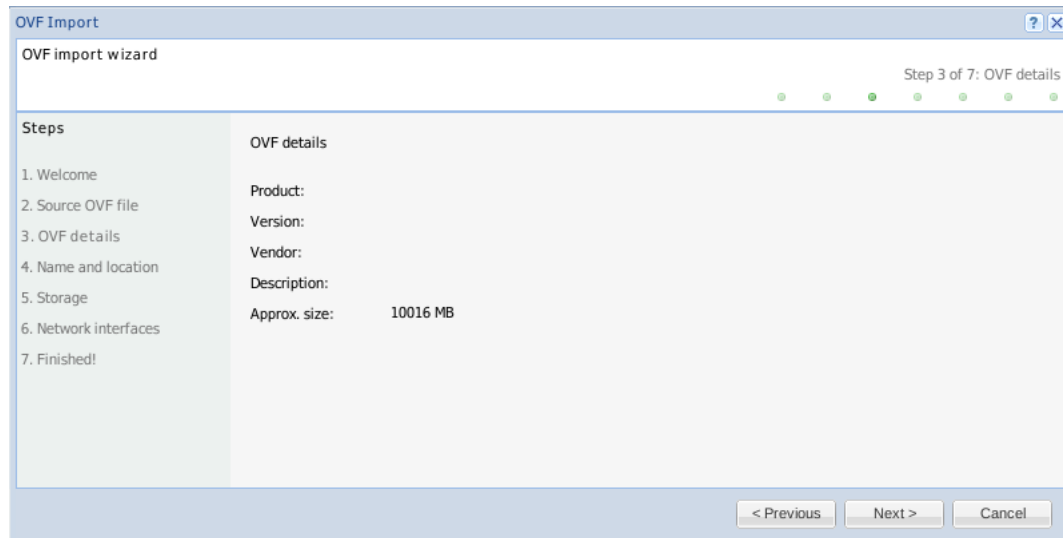 OVF Import
?
OVF import wizard
Step 3 of 7: OVF details
Steps
1. Welcome
2. Source OVF file
3. OVF details
4. Name and location
5. Storage
6. Network interfaces
7. Finished!
OVF details
Product:
Version:
Vendor:
Description:
Approx. size: 10016 MB
< Previous
Next >
Cancel